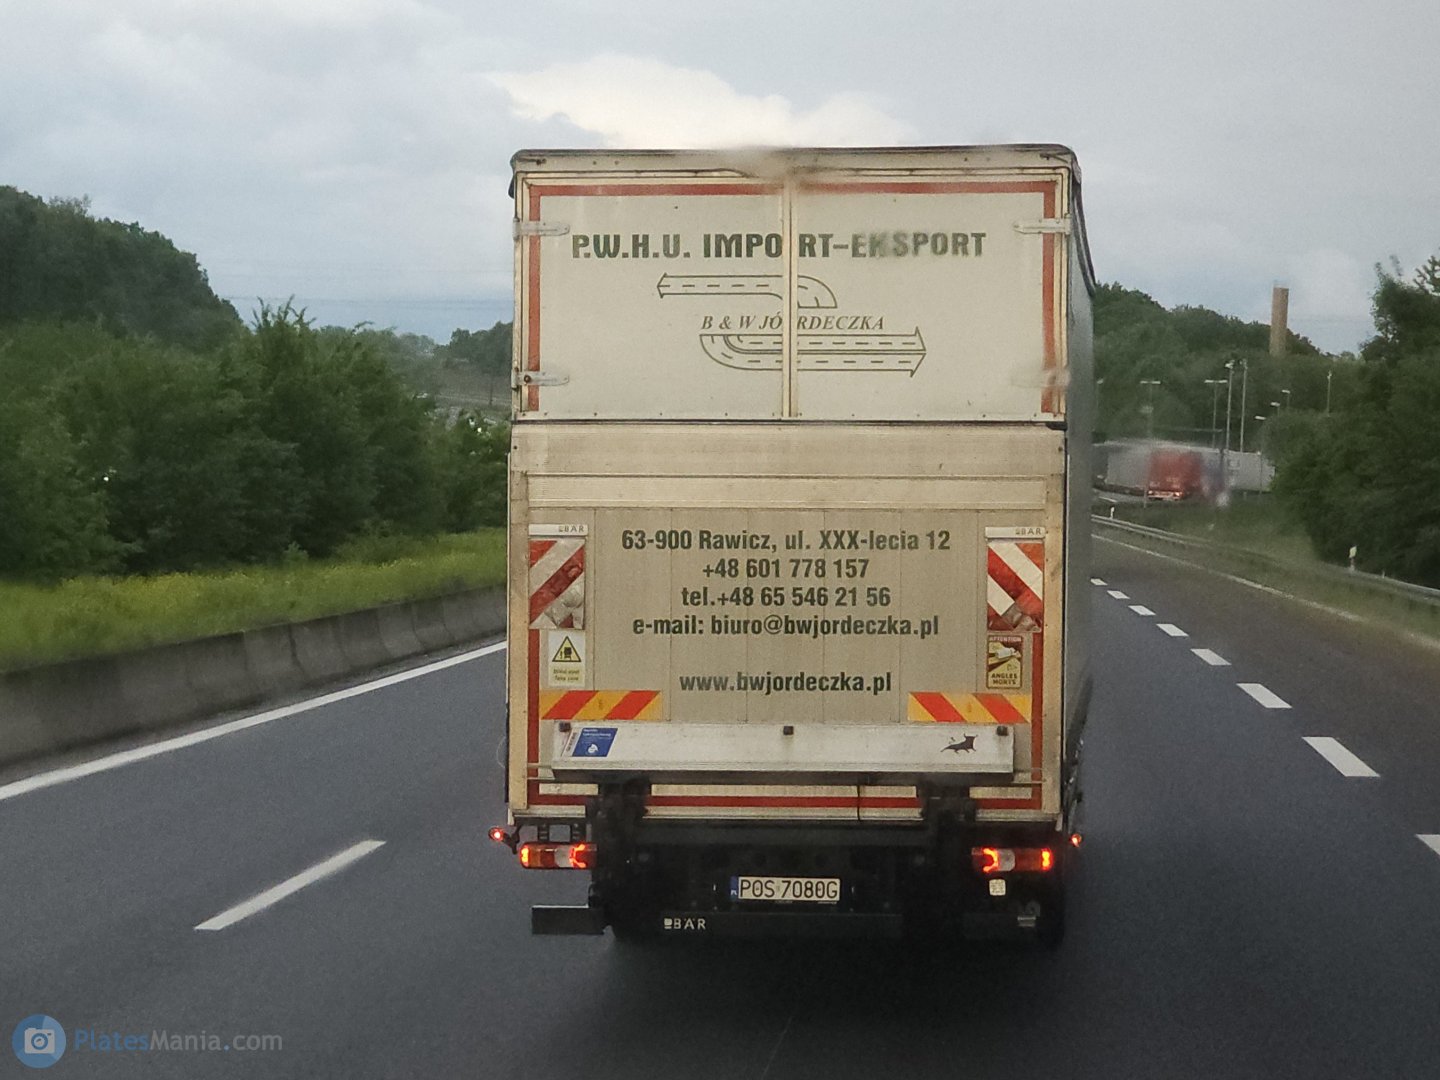 P.W.H.U. IMPORT-EKSPORT
B & W JÓRDECZKA
BÄR
BÄR
63-900 Rawicz, ul. XXX-lecia 12
+48 601 778 157
tel.+48 65 546 21 56
e-mail: biuro@bwjordeczka.pl
ATTENTION
ANGLES
MORTS
www.bwjordeczka.pl
POS 7080G
BÄR
PlatesMania.com